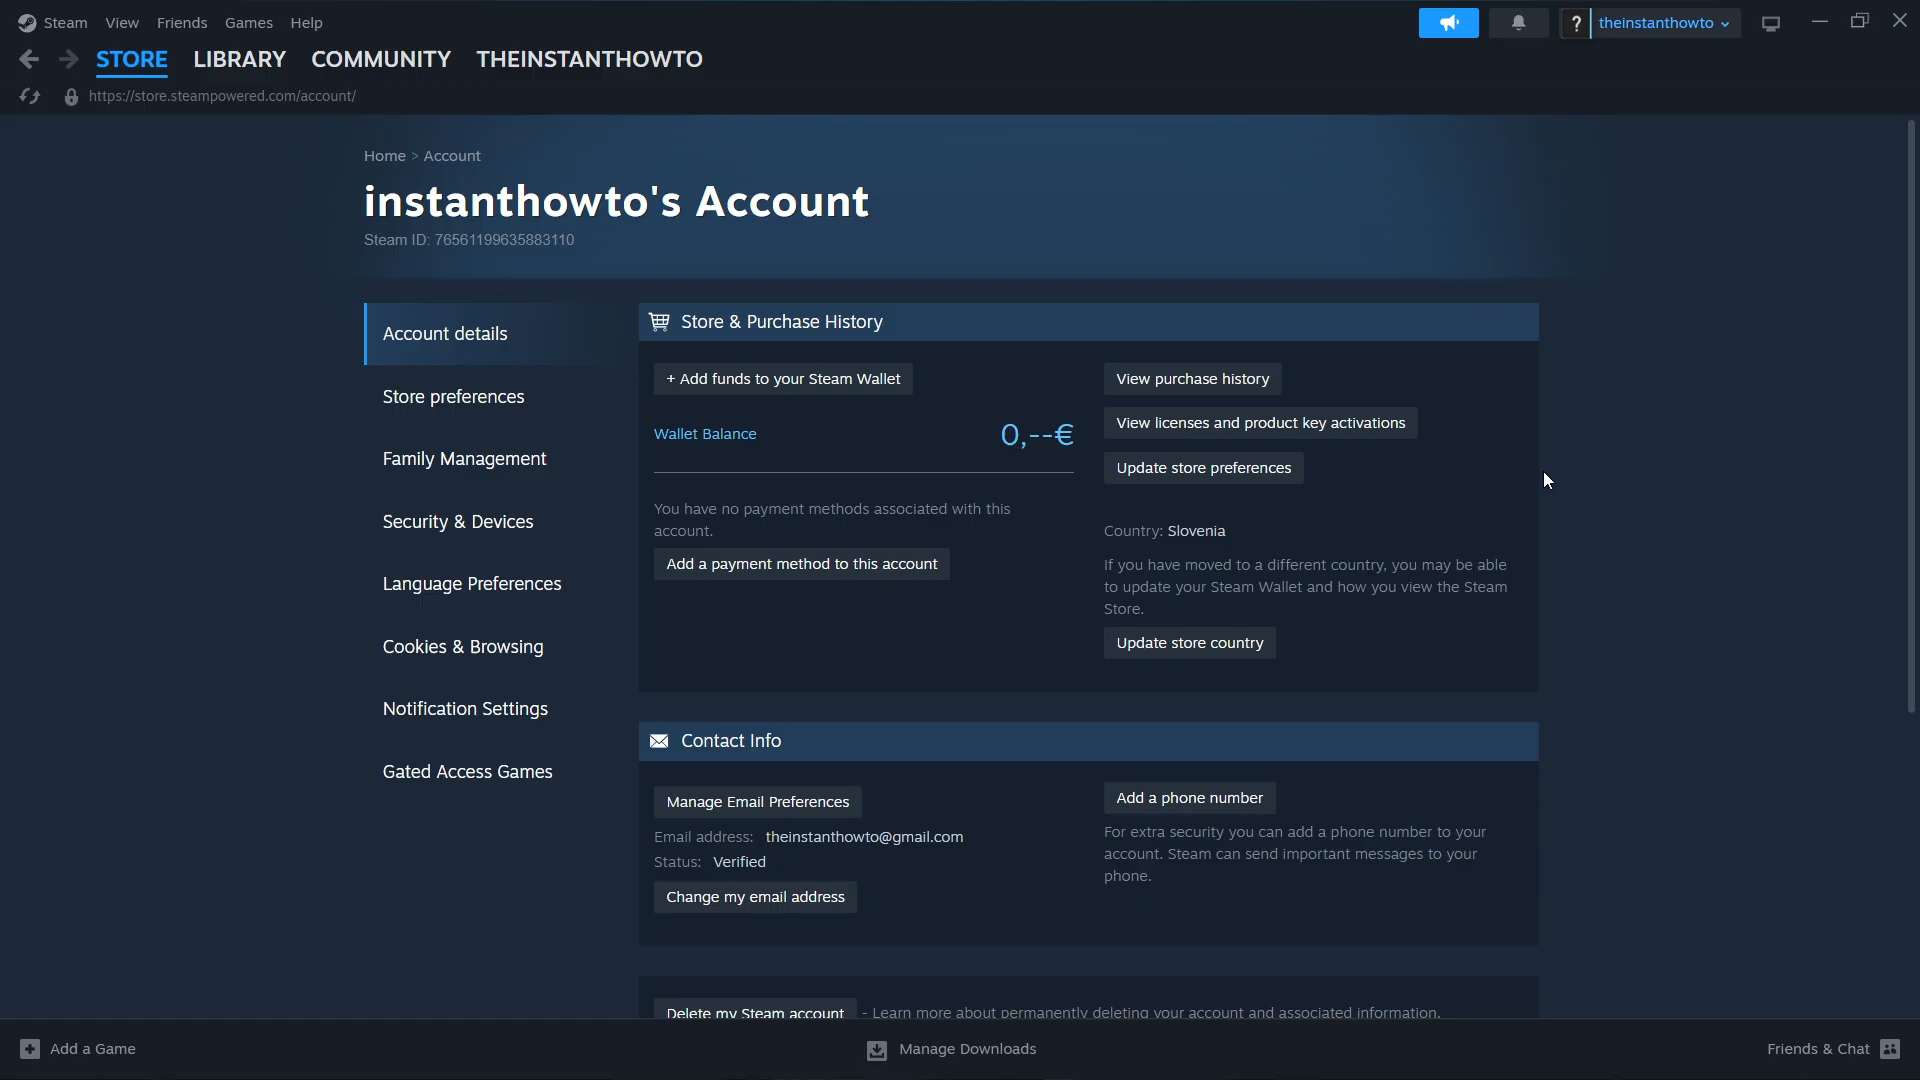 Steam View Friends Games Help
? theinstanthowto
STORE LIBRARY COMMUNITY THEINSTANTHOWTO
https://store.steampowered.com/account/
Home > Account
instanthowto's Account
Steam ID: 76561199635883110
Account details
Store preferences
Family Management
Security & Devices
Language Preferences
Cookies & Browsing
Notification Settings
Gated Access Games
Store & Purchase History
+ Add funds to your Steam Wallet
Wallet Balance 0,--€
You have no payment methods associated with this
account.
Add a payment method to this account
View purchase history
View licenses and product key activations
Update store preferences
Country: Slovenia
If you have moved to a different country, you may be able
to update your Steam Wallet and how you view the Steam
Store.
Update store country
Contact Info
Manage Email Preferences
Email address: theinstanthowto@gmail.com
Status: Verified
Change my email address
Add a phone number
For extra security you can add a phone number to your
account. Steam can send important messages to your
phone.
Delete my Steam account - Learn more about permanently deleting your account and associated information.
Add a Game
Manage Downloads
Friends & Chat